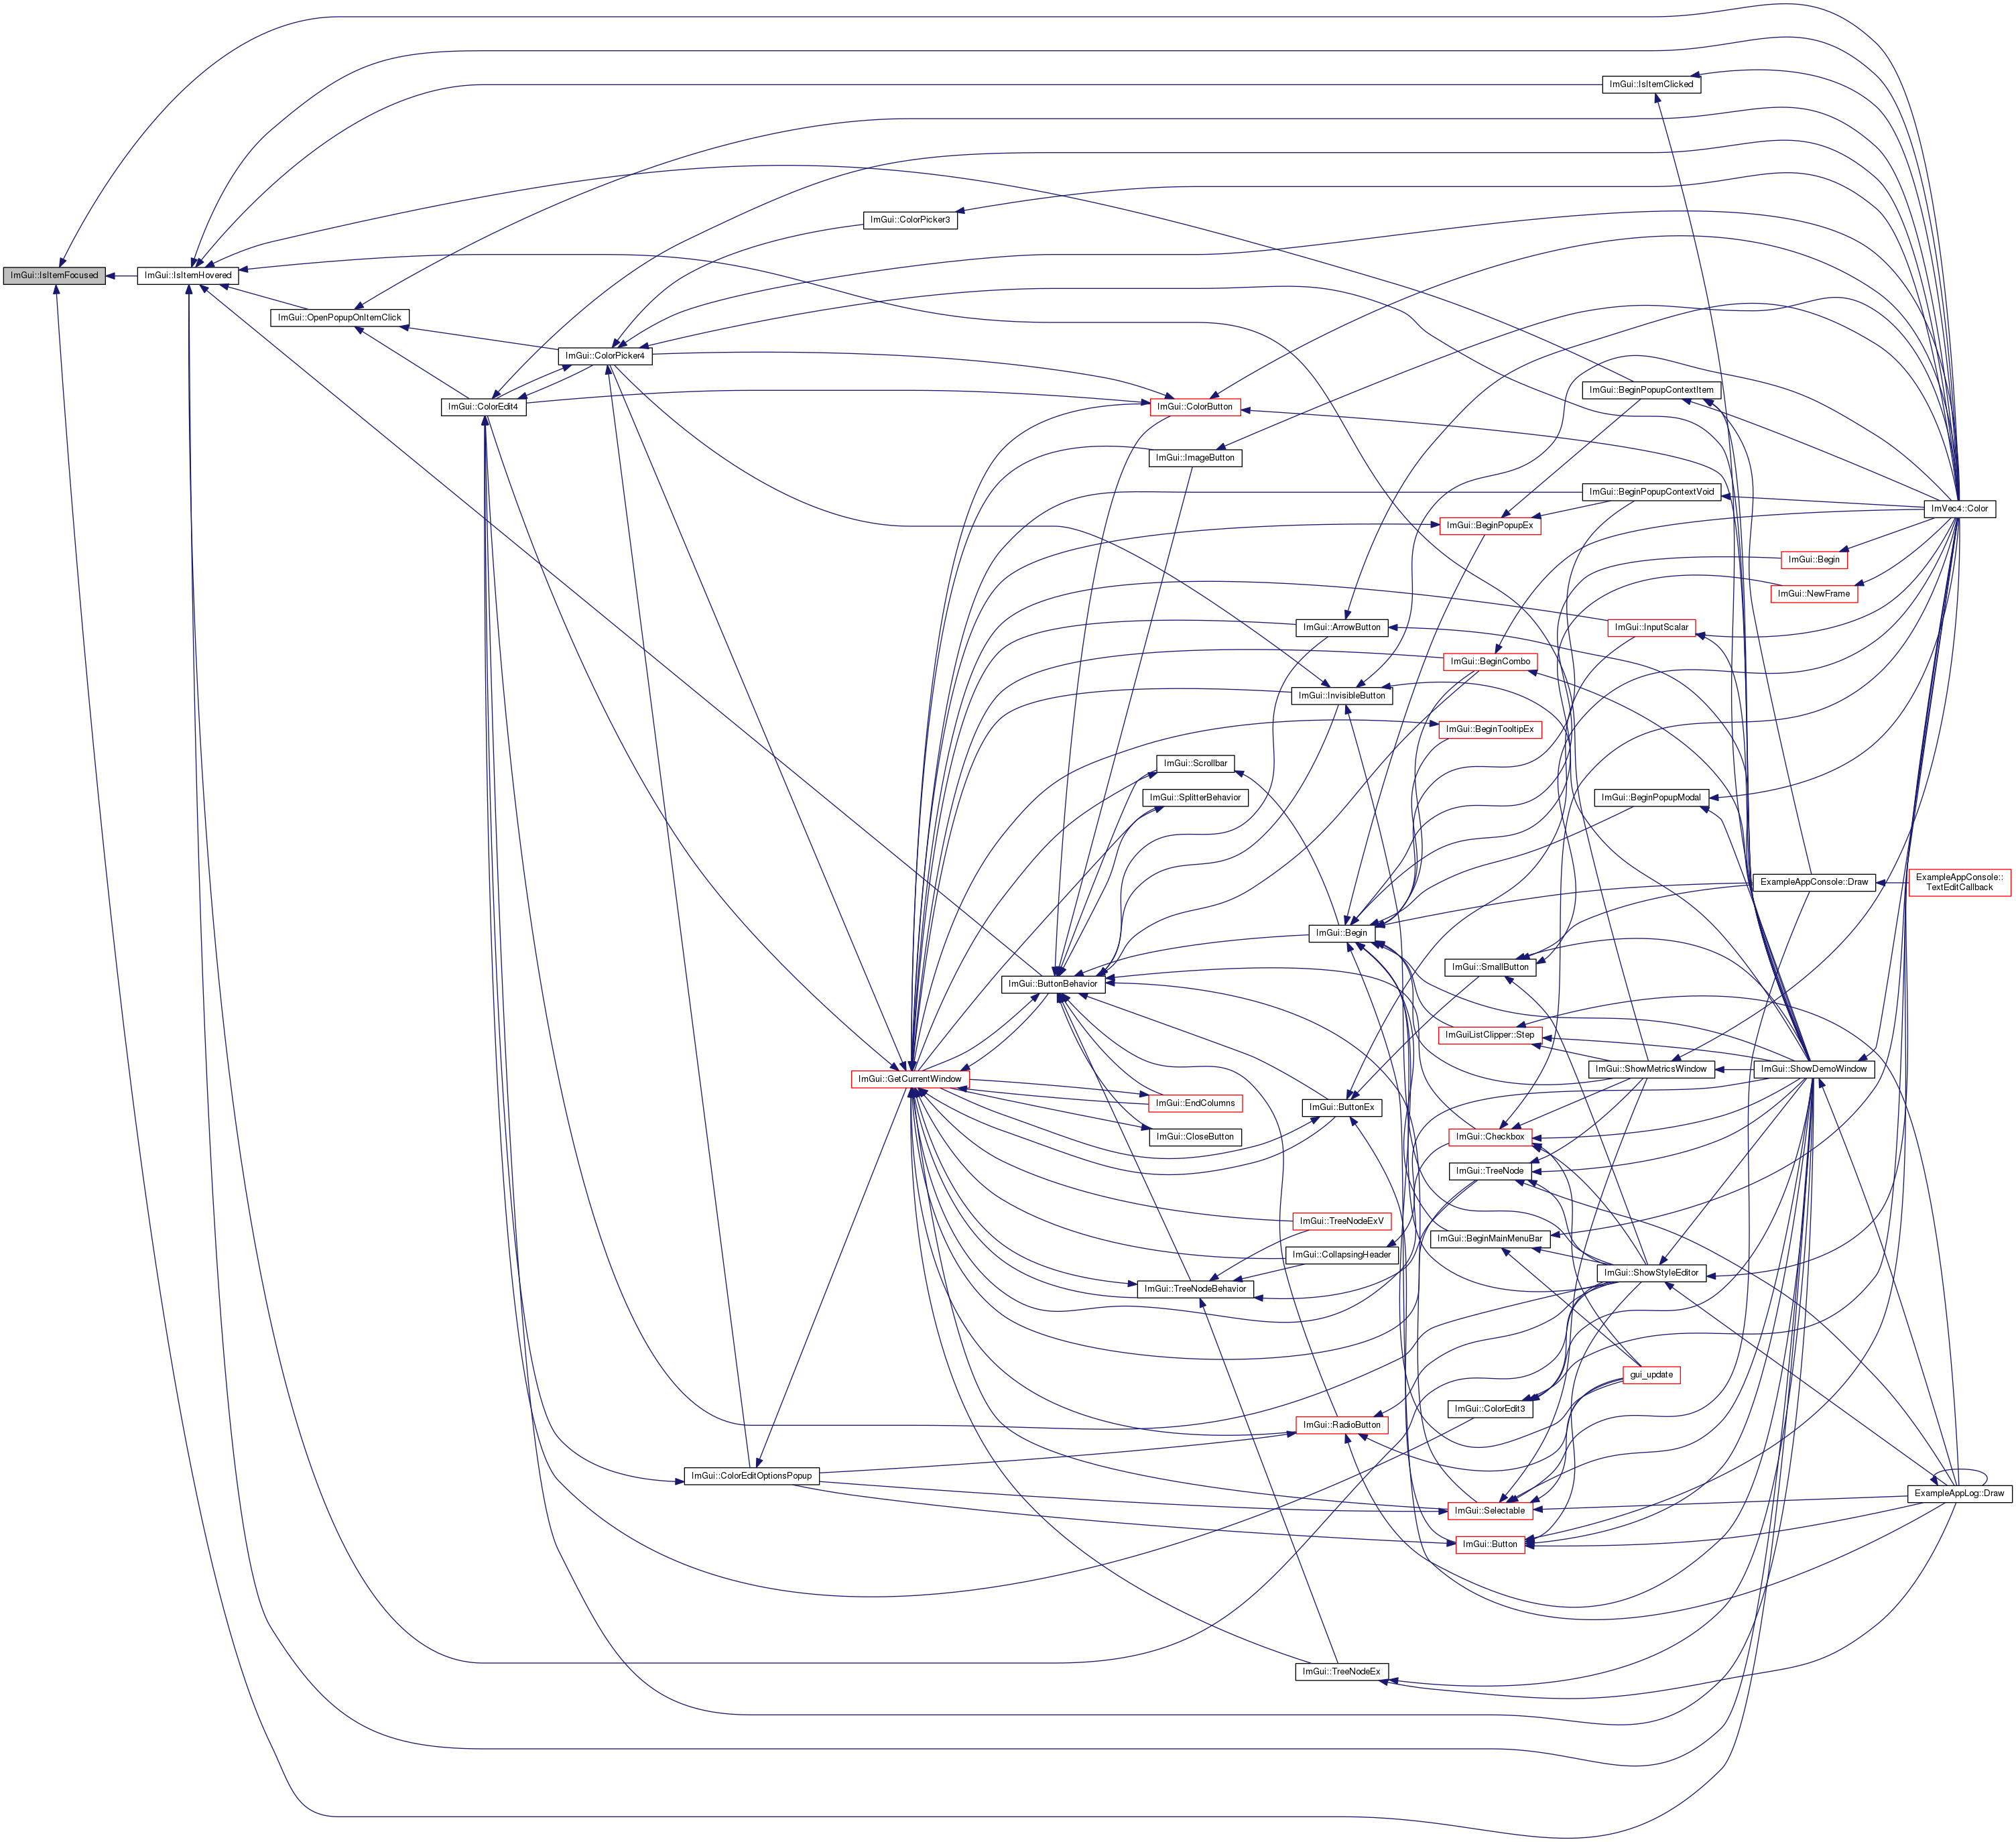 ImGui::IsItemFocused
ImGui::IsItemHovered
ImGui::OpenPopupOnItemClick
ImGui::ColorEdit4
ImGui::ColorPicker4
ImGui::ColorEditOptionsPopup
ImGui::ColorPicker3
ImGui::GetCurrentWindow
ImGui::ButtonBehavior
ImGui::ColorButton
ImGui::ImageButton
ImGui::Scrollbar
ImGui::SplitterBehavior
ImGui::EndColumns
ImGui::CloseButton
ImGui::TreeNodeBehavior
ImGui::ArrowButton
ImGui::InvisibleButton
ImGui::Begin
ImGui::ButtonEx
ImGui::TreeNodeExV
ImGui::CollapsingHeader
ImGui::RadioButton
ImGui::TreeNodeEx
ImGui::BeginPopupEx
ImGui::BeginCombo
ImGui::BeginTooltipEx
ImGui::SmallButton
ImGuiListClipper::Step
ImGui::Checkbox
ImGui::TreeNode
ImGui::BeginMainMenuBar
ImGui::ColorEdit3
ImGui::Selectable
ImGui::Button
ImGui::IsItemClicked
ImGui::BeginPopupContextItem
ImGui::BeginPopupContextVoid
ImGui::InputScalar
ImGui::BeginPopupModal
ImGui::ShowMetricsWindow
ImGui::ShowStyleEditor
gui_update
ImGui::Begin
ImGui::NewFrame
ExampleAppConsole::Draw
ImGui::ShowDemoWindow
ImVec4::Color
ExampleAppConsole::
TextEditCallback
ExampleAppLog::Draw